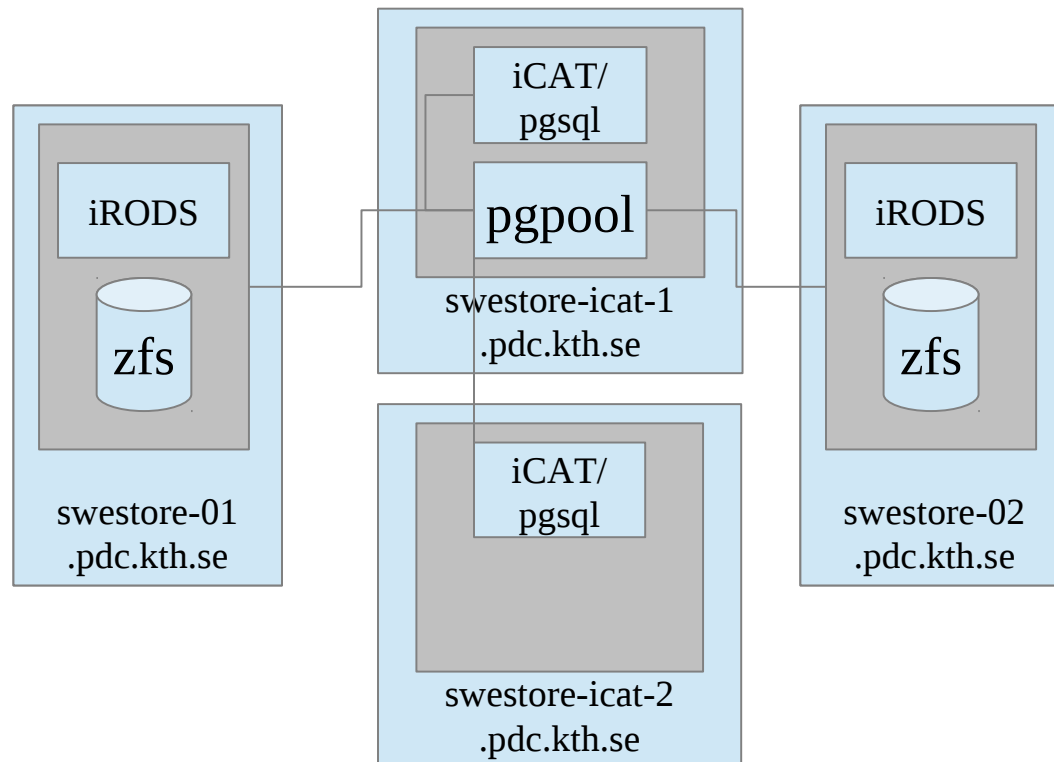 iCAT/
pgsql
pgpool
swestore-icat-1
.pdc.kth.se
iRODS
zfs
swestore-01
.pdc.kth.se
iRODS
zfs
swestore-02
.pdc.kth.se
iCAT/
pgsql
swestore-icat-2
.pdc.kth.se